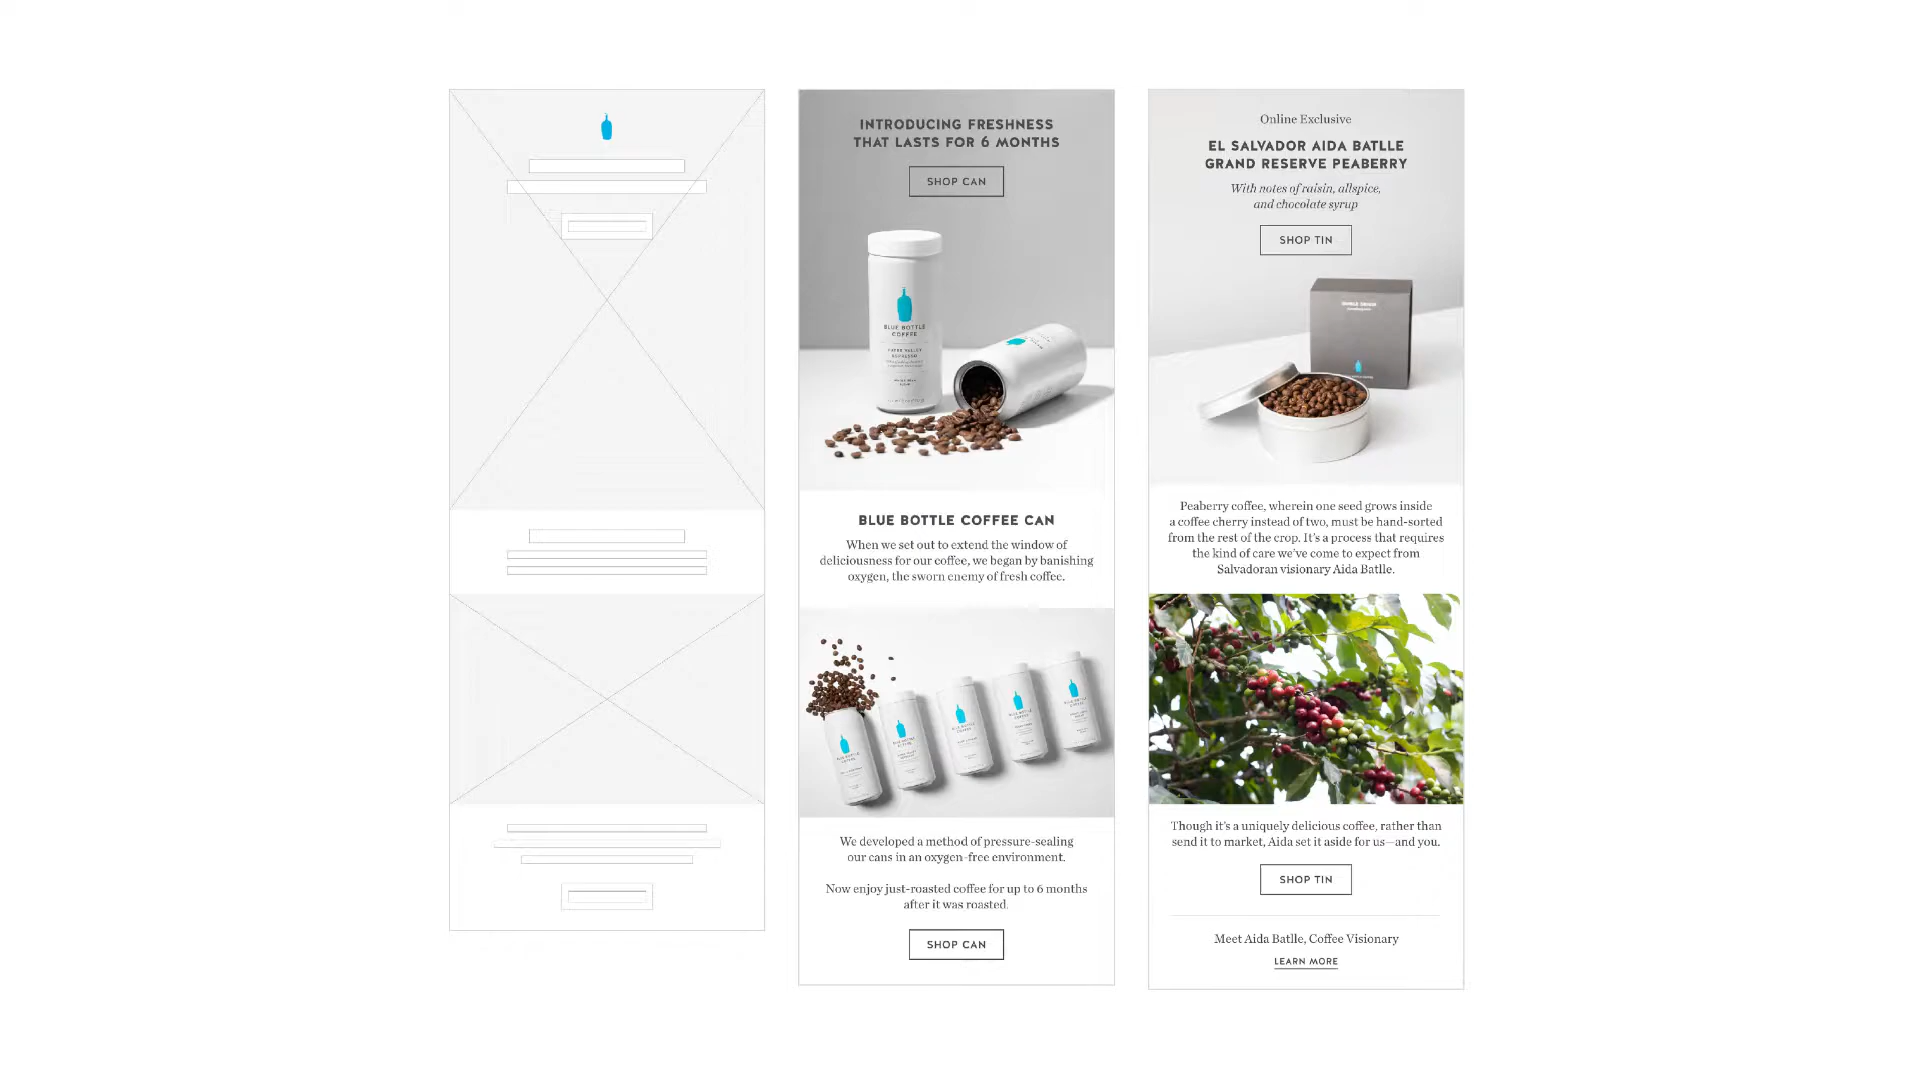 INTRODUCING FRESHNESS
THAT LASTS FOR 6 MONTHS
SHOP CAN
BLUE BOTTLE
COFFEE
BLUE BOTTLE COFFEE CAN
When we set out to extend the window of
deliciousness for our coffee, we began by banishing
oxygen, the sworn enemy of fresh coffee.
We developed a method of pressure-sealing
our cans in an oxygen-free environment.
Now enjoy just-roasted coffee for up to 6 months
after it was roasted.
SHOP CAN
Online Exclusive
EL SALVADOR AIDA BATLLE
GRAND RESERVE PEABERRY
With notes of raisin, allspice,
and chocolate syrup
SHOP TIN
Peaberry coffee, wherein one seed grows inside
a coffee cherry instead of two, must be hand-sorted
from the rest of the crop. It's a process that requires
the kind of care we've come to expect from
Salvadoran visionary Aida Batlle.
Though it's a uniquely delicious coffee, rather than
send it to market, Aida set it aside for us—and you.
SHOP TIN
Meet Aida Batlle, Coffee Visionary
LEARN MORE